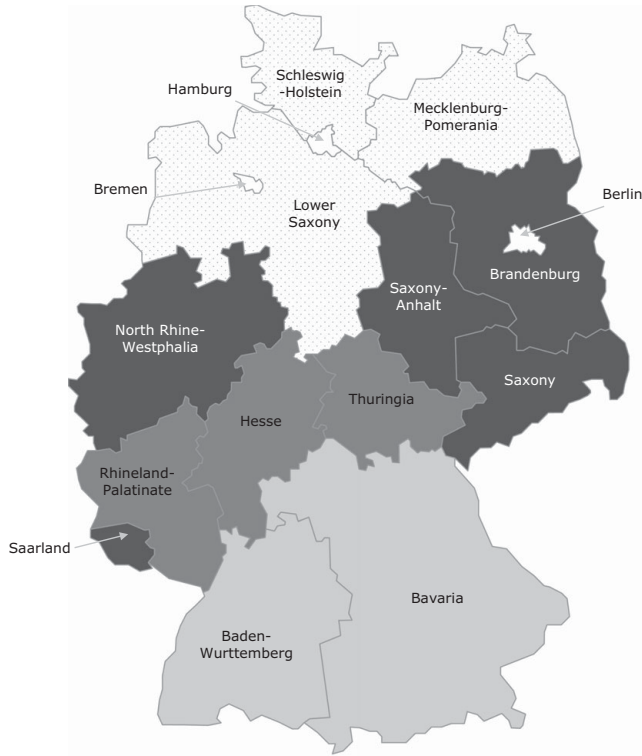 Schleswig
-Holstein
Hamburg
Mecklenburg-
Pomerania
Bremen
Lower
Saxony
Berlin
Brandenburg
Saxony-
Anhalt
North Rhine-
Westphalia
Saxony
Thuringia
Hesse
Rhineland-
Palatinate
Saarland
Bavaria
Baden-
Wurttemberg